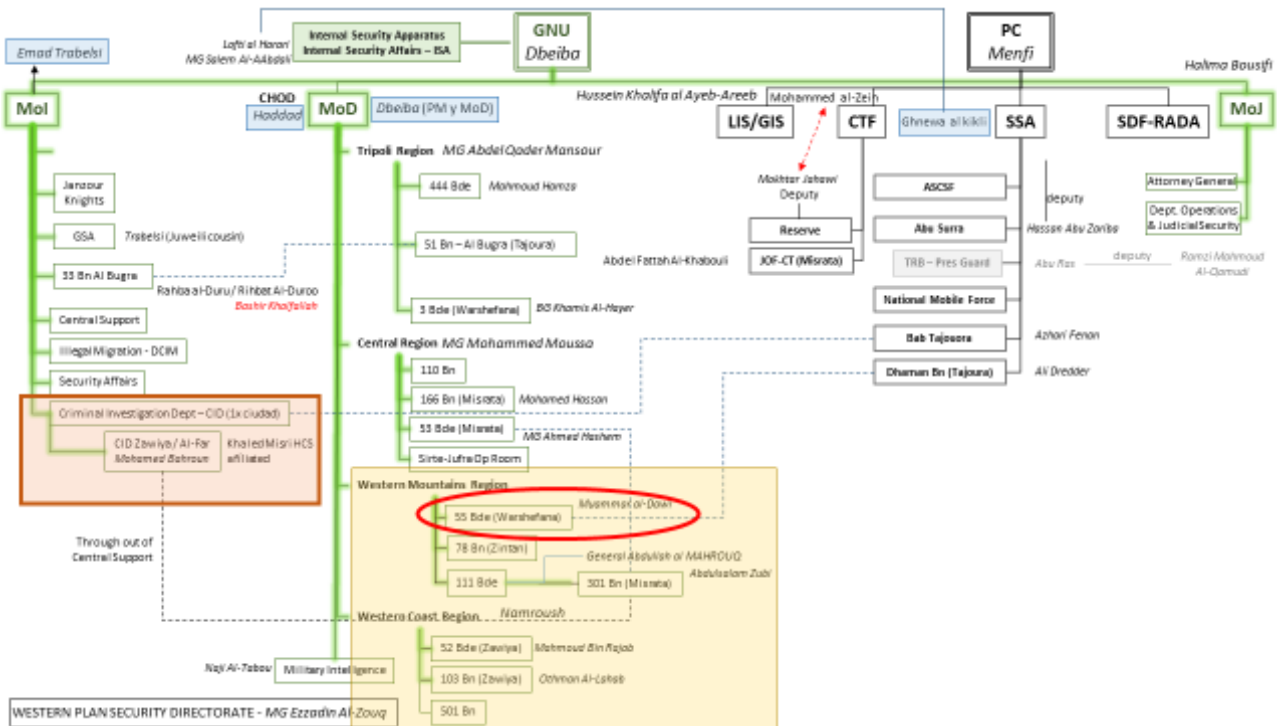 Internal Security Apparatus
Internal Security Affairs – ISA
Lofti al Harari
MG Salem Al-AAbdali
GNU
Dbeiba
PC
Menfi
Emad Trabelsi
Halima Bousifi
MoI
CHOD
Haddad
MoD
Dbeiba (PM y MoD)
Hussein Khalifa al Ayeb-Areeb
Mohammed al-Zein
LIS/GIS
CTF
Ghnewa al kikli
SSA
SDF-RADA
MoJ
Janzour
Knights
GSA
Trabelsi (Juweili cousin)
33 Bn Al Bugra
Rahba al-Duru / Rihbat Al-Duroo
Bashir Khalfallah
Central Support
Illegal Migration - DCIM
Security Affairs
Criminal Investigation Dept – CID (1x ciudad)
CID Zawiya / Al-Far
Mohamed Bahroun
Khaled Misri HCS
affiliated
Through out of
Central Support
Tripoli Region MG Abdel Qader Mansour
444 Bde
Mahmoud Hamza
51 Bn – Al Bugra (Tajoura)
3 Bde (Warshefana)
BG Khamis Al-Hayer
Central Region MG Mohammed Moussa
110 Bn
166 Bn (Misrata)
Mohamed Hassan
53 Bde (Misrata)
MG Ahmed Hashem
Sirte-Jufra Op Room
Western Mountains Region
55 Bde (Warshefana)
Muammar al-Dawi
78 Bn (Zintan)
General Abdullah al MAHROUQ
111 Bde
301 Bn (Misrata)
Abdulsalam Zubi
Western Coast Region Namroush
52 Bde (Zawiya)
Mahmoud Bin Rajab
103 Bn (Zawiya)
Othman Al-Lahab
501 Bn
Naji Al-Tabou
Military Intelligence
WESTERN PLAN SECURITY DIRECTORATE - MG Ezzadin Al-Zouq
Mokhtar Jahawi
Deputy
Reserve
Abdel Fattah Al-Khabouli
JOF-CT (Misrata)
ASCSF
deputy
Abu Surra
Hassan Abu Zariba
TRB – Pres Guard
Abu Ras
deputy
Ramzi Mahmoud
Al-Qamudi
National Mobile Force
Bab Tajouora
Azhari Fenan
Dhaman Bn (Tajoura)
Ali Dredder
Attorney General
Dept. Operations
& Judicial Security